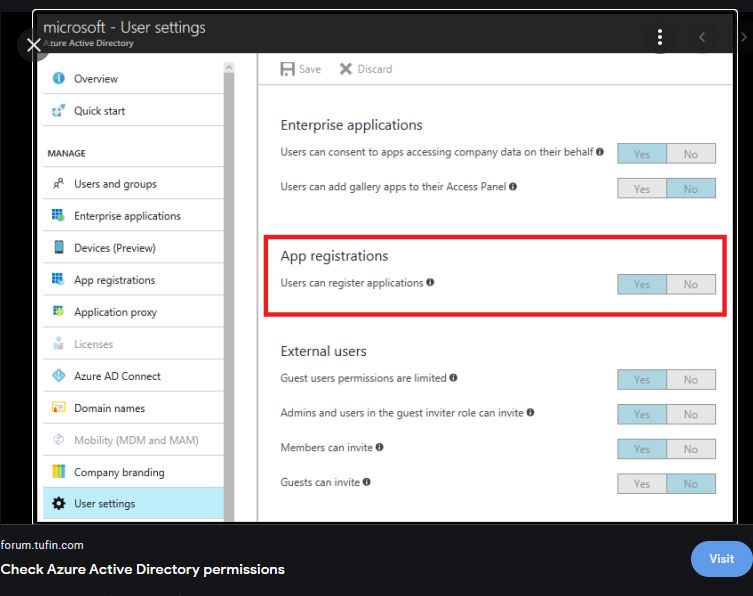 microsoft - User settings
Azure Active Directory
Overview
Quick start
MANAGE
Users and groups
Enterprise applications
Devices (Preview)
App registrations
Application proxy
Licenses
Azure AD Connect
Domain names
Mobility (MDM and MAM)
Company branding
User settings
Save Discard
Enterprise applications
Users can consent to apps accessing company data on their behalf Yes No
Users can add gallery apps to their Access Panel Yes No
App registrations
Users can register applications Yes No
External users
Guest users permissions are limited Yes No
Admins and users in the guest inviter role can invite Yes No
Members can invite Yes No
Guests can invite Yes No
forum.tufin.com
Check Azure Active Directory permissions
Visit